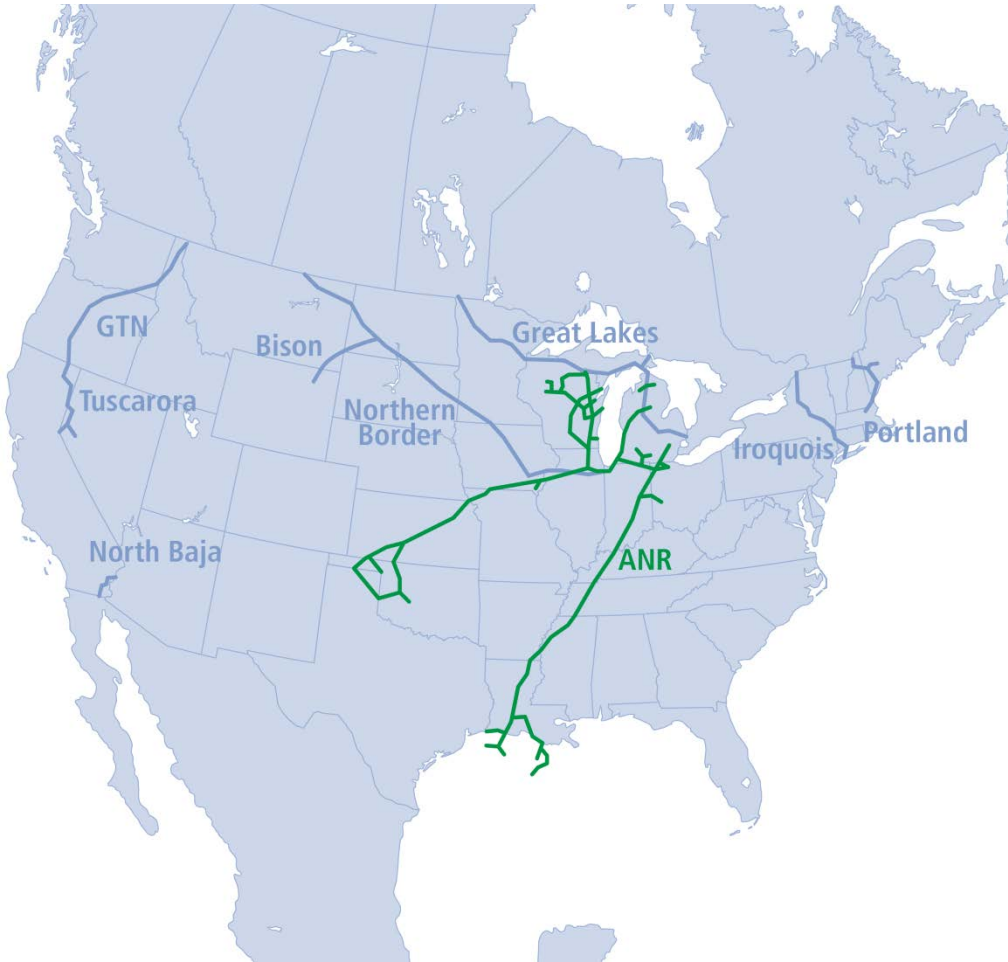 GTN
Great Lakes
Bison
Tuscarora
Northern
Border
Portland
Iroquois
North Baja
ANR